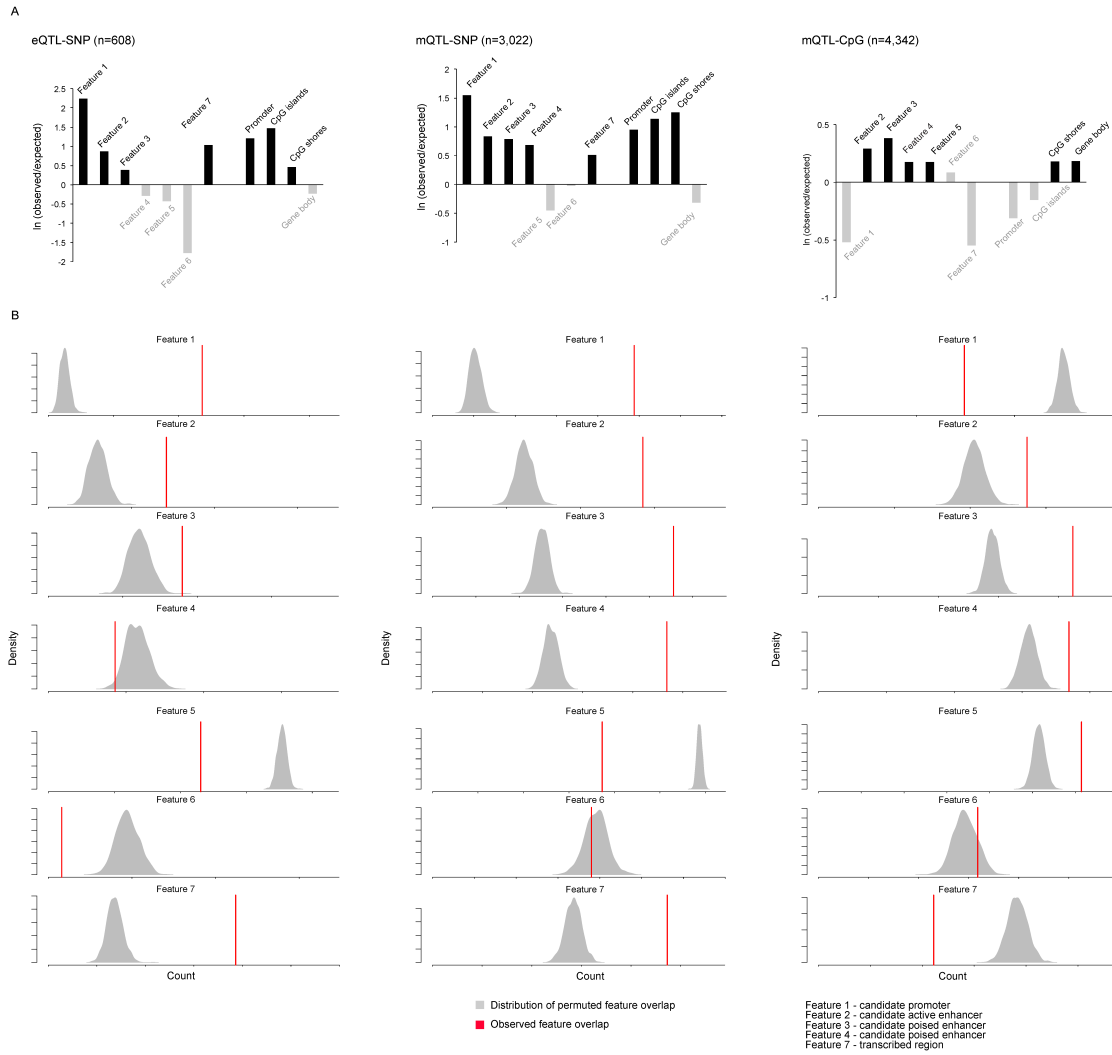 A
eQTL-SNP (n=608)
mQTL-SNP (n=3,022)
mQTL-CpG (n=4,342)
ln (observed/expected)
2.5
2
1.5
1
0.5
0
-0.5
-1
-1.5
-2
Feature 1
Feature 2
Feature 3
Feature 4
Feature 5
Feature 6
Feature 7
Promoter
CpG islands
CpG shores
Gene body
ln (observed/expected)
2
1.5
1
0.5
0
-0.5
-1
Feature 1
Feature 2
Feature 3
Feature 4
Feature 5
Feature 6
Feature 7
Promoter
CpG islands
CpG shores
Gene body
ln (observed/expected)
0.5
0
-0.5
-1
Feature 1
Feature 2
Feature 3
Feature 4
Feature 5
Feature 6
Feature 7
Promoter
CpG islands
CpG shores
Gene body
B
Density
Feature 1
Feature 2
Feature 3
Feature 4
Feature 5
Feature 6
Feature 7
Count
Density
Feature 1
Feature 2
Feature 3
Feature 4
Feature 5
Feature 6
Feature 7
Count
Density
Feature 1
Feature 2
Feature 3
Feature 4
Feature 5
Feature 6
Feature 7
Count
Distribution of permuted feature overlap
Observed feature overlap
Feature 1 - candidate promoter
Feature 2 - candidate active enhancer
Feature 3 - candidate poised enhancer
Feature 4 - candidate poised enhancer
Feature 7 - transcribed region